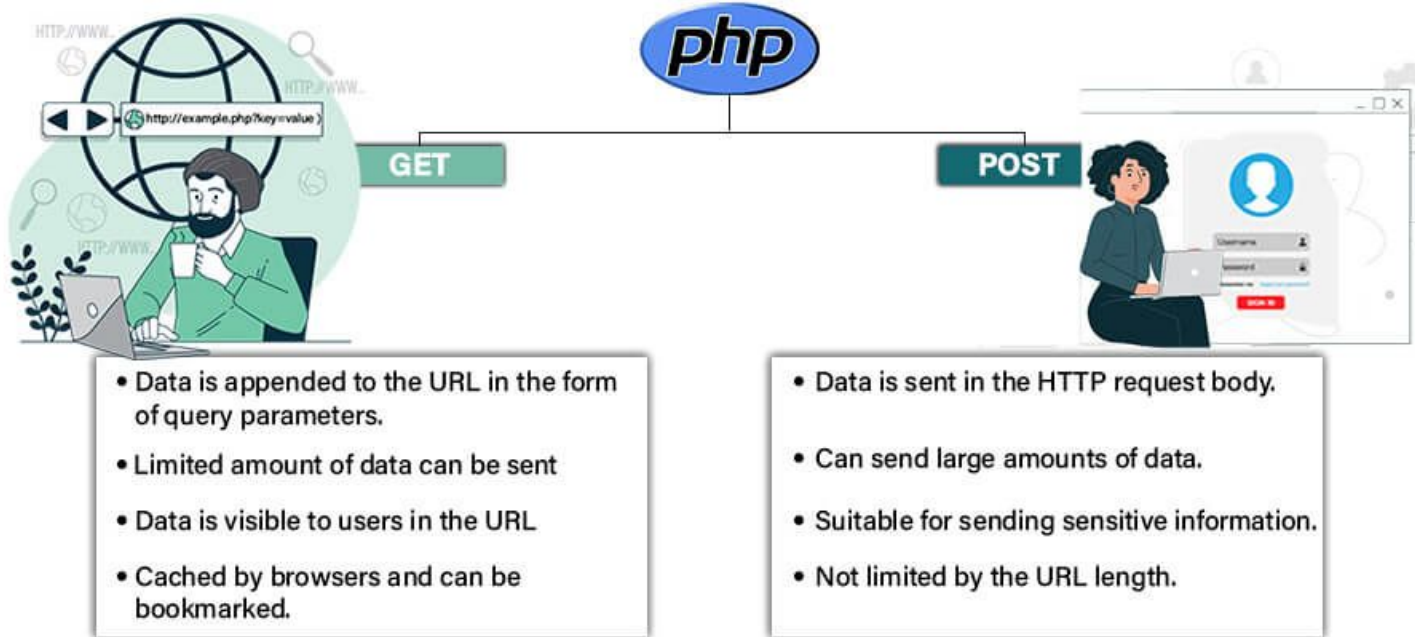 HTTP://WWW...
php
HTTP://WWW...
http://example.php?key=value )
GET
POST
HTTP://WWW...
Username
Password
SIGN IN
• Data is appended to the URL in the form
of query parameters.
• Limited amount of data can be sent
• Data is visible to users in the URL
• Cached by browsers and can be
bookmarked.
• Data is sent in the HTTP request body.
• Can send large amounts of data.
• Suitable for sending sensitive information.
• Not limited by the URL length.